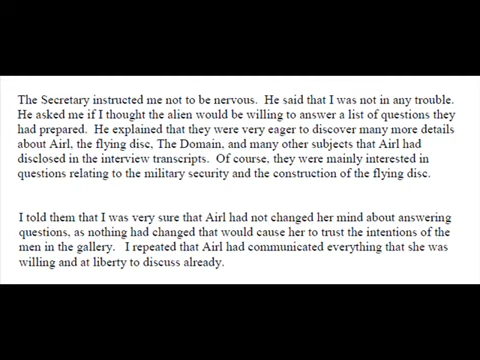 The Secretary instructed me not to be nervous. He said that I was not in any trouble.
He asked me if I thought the alien would be willing to answer a list of questions they
had prepared. He explained that they were very eager to discover many more details
about Airl, the flying disc, The Domain, and many other subjects that Airl had
disclosed in the interview transcripts. Of course, they were mainly interested in
questions relating to the military security and the construction of the flying disc.
I told them that I was very sure that Airl had not changed her mind about answering
questions, as nothing had changed that would cause her to trust the intentions of the
men in the gallery. I repeated that Airl had communicated everything that she was
willing and at liberty to discuss already.